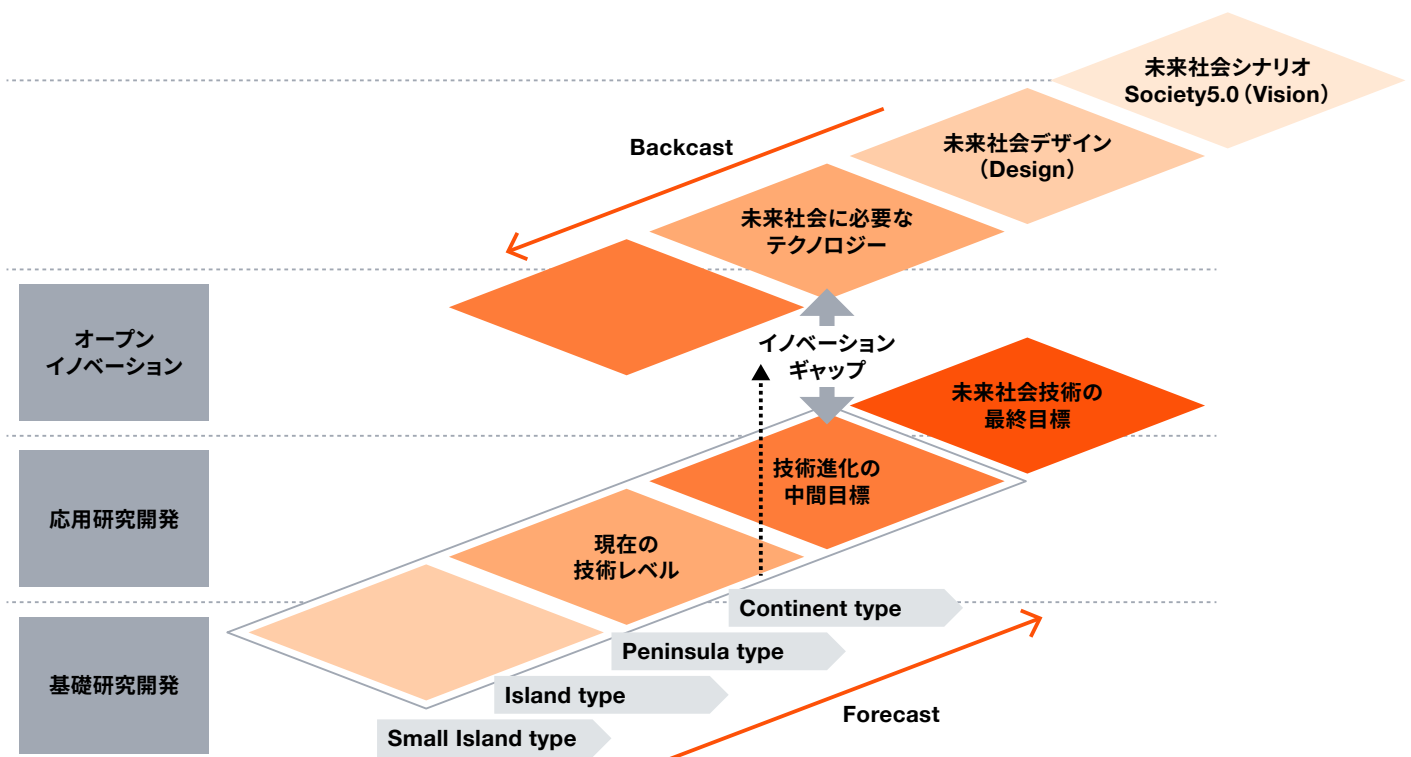 未来社会シナリオ
Society5.0（Vision）
Backcast
未来社会デザイン
（Design）
未来社会に必要な
テクノロジー
オープン
イノベーション
イノベーション
ギャップ
未来社会技術の
最終目標
技術進化の
中間目標
応用研究開発
現在の
技術レベル
Continent type
Peninsula type
基礎研究開発
Island type
Forecast
Small Island type